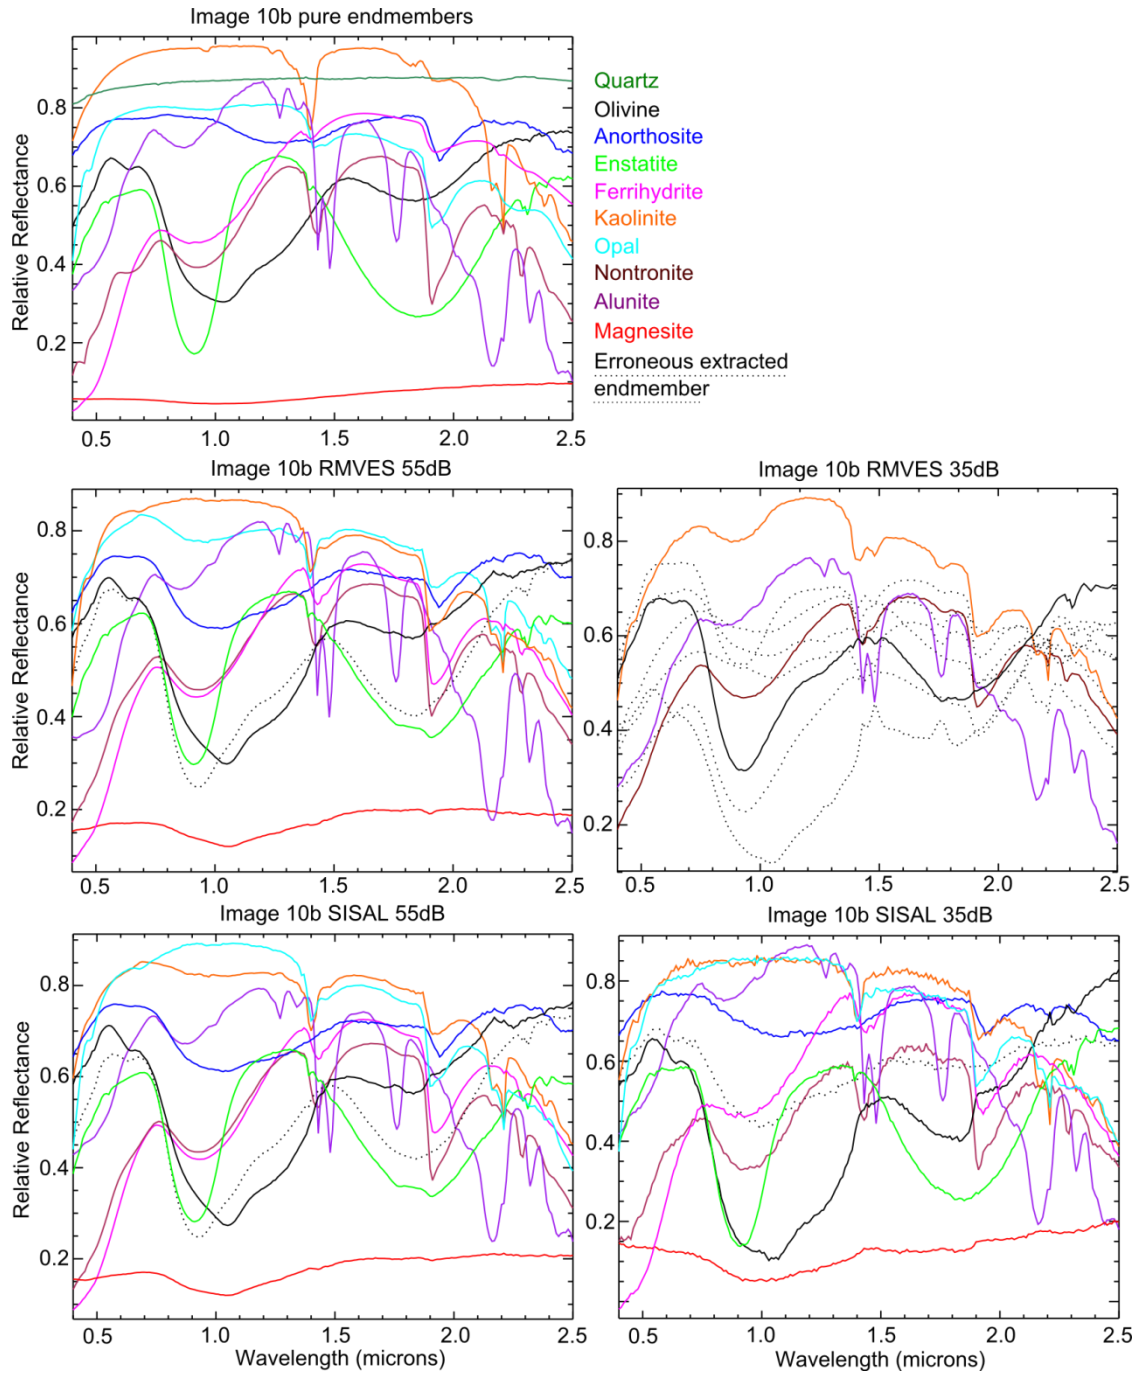 Image 10b pure endmembers
Relative Reflectance
0.8
0.6
0.4
0.2
0.5 1.0 1.5 2.0 2.5
Quartz
Olivine
Anorthosite
Enstatite
Ferrihydrite
Kaolinite
Opal
Nontronite
Alunite
Magnesite
Erroneous extracted
endmember
Image 10b RMVES 55dB
Relative Reflectance
0.8
0.6
0.4
0.2
0.5 1.0 1.5 2.0 2.5
Image 10b RMVES 35dB
0.8
0.6
0.4
0.2
0.5 1.0 1.5 2.0 2.5
Image 10b SISAL 55dB
Relative Reflectance
0.8
0.6
0.4
0.2
0.5 1.0 1.5 2.0 2.5
Wavelength (microns)
Image 10b SISAL 35dB
0.8
0.6
0.4
0.2
0.5 1.0 1.5 2.0 2.5
Wavelength (microns)